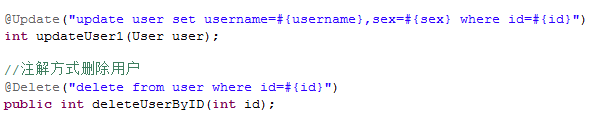 @Update("update user set username=#{username},sex=#{sex} where id=#{id}")
int updateUser1(User user);
//注解方式删除用户
@Delete("delete from user where id=#{id}")
public int deleteUserByID(int id);